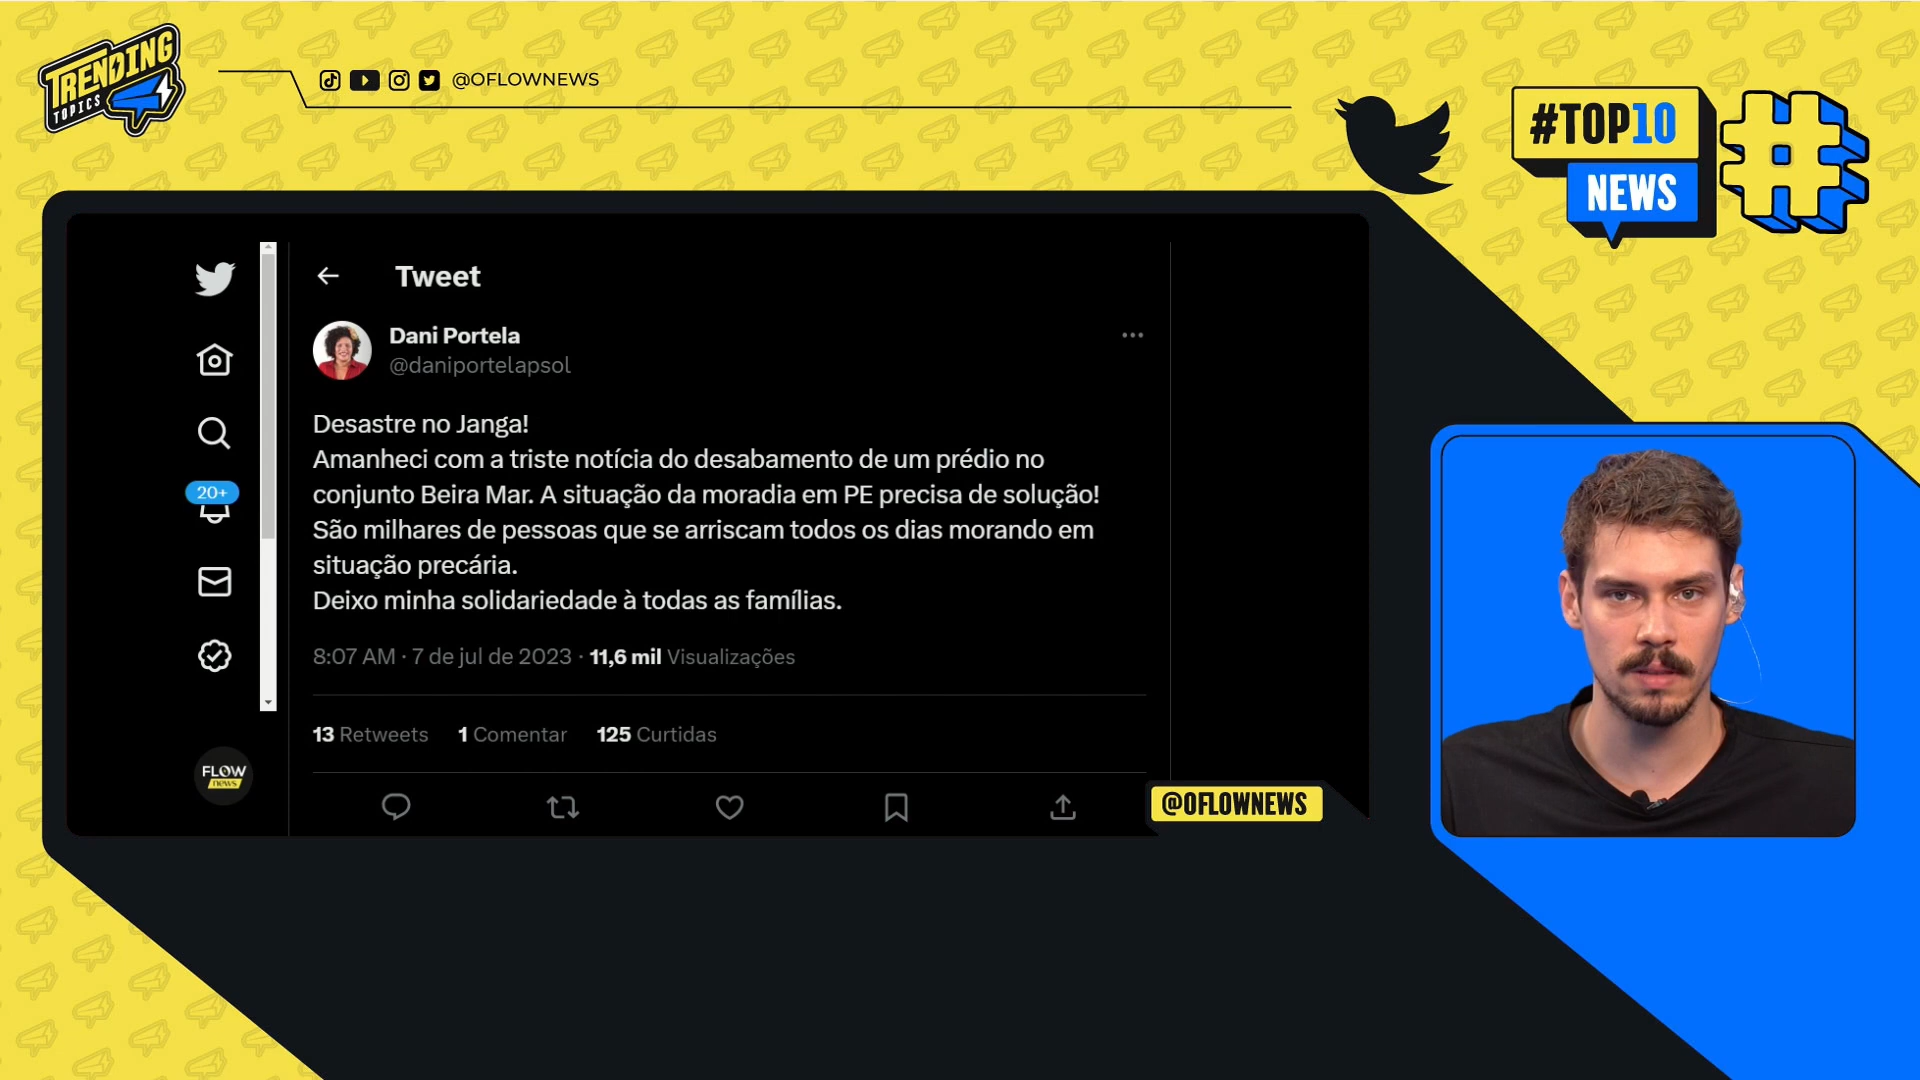 TRENDING
TOPICS
@OFLOWNEWS
#TOP10
NEWS
Tweet
Dani Portela
@daniportelapsol
Desastre no Janga!
Amanheci com a triste notícia do desabamento de um prédio no
conjunto Beira Mar. A situação da moradia em PE precisa de solução!
São milhares de pessoas que se arriscam todos os dias morando em
situação precária.
Deixo minha solidariedade à todas as famílias.
20+
8:07 AM · 7 de jul de 2023 · 11,6 mil Visualizações
13 Retweets 1 Comentar 125 Curtidas
FLOW
news
@OFLOWNEWS